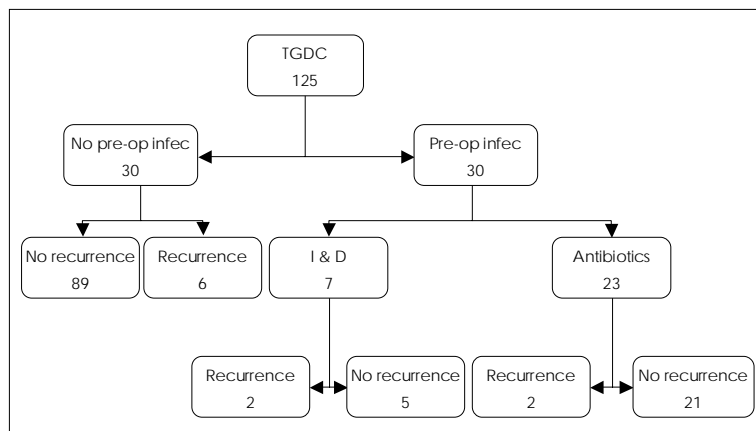 TGDC
125
No pre-op infec
30
Pre-op infec
30
No recurrence
89
Recurrence
6
I & D
7
Antibiotics
23
Recurrence
2
No recurrence
5
Recurrence
2
No recurrence
21